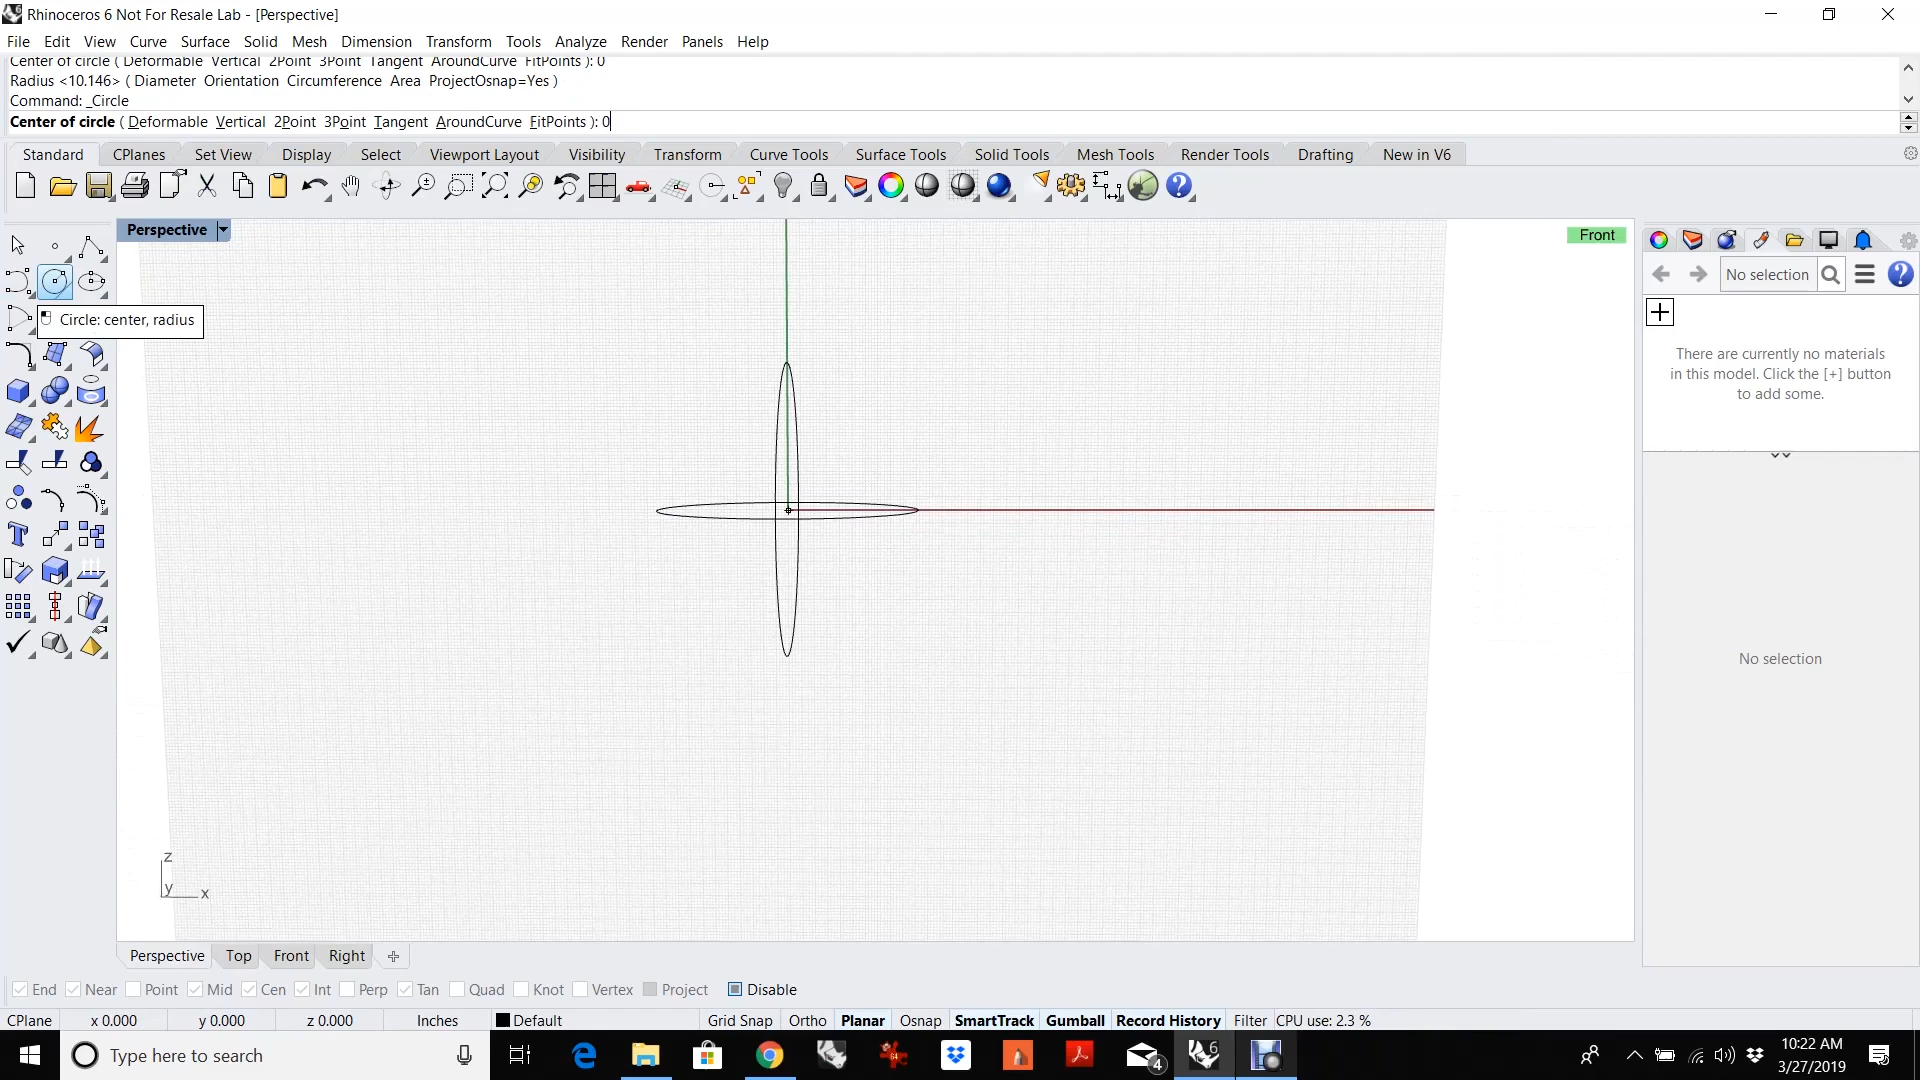 Rhinoceros 6 Not For Resale Lab - [Perspective]
File Edit View Curve Surface Solid Mesh Dimension Transform Tools Analyze Render Panels Help
Center of circle ( Deformable Vertical 2Point 3Point Tangent AroundCurve FitPoints ): 0
Radius <10.146> ( Diameter Orientation Circumference Area ProjectOsnap=Yes )
Command: _Circle
Center of circle ( Deformable Vertical 2Point 3Point Tangent AroundCurve FitPoints ): 0
Standard CPlanes Set View Display Select Viewport Layout Visibility Transform Curve Tools Surface Tools Solid Tools Mesh Tools Render Tools Drafting New in V6
Perspective
Front
No selection
Circle: center, radius
There are currently no materials
in this model. Click the [+] button
to add some.
No selection
z
y x
Perspective Top Front Right
End Near Point Mid Cen Int Perp Tan Quad Knot Vertex Project Disable
CPlane x 0.000 y 0.000 z 0.000 Inches Default Grid Snap Ortho Planar Osnap SmartTrack Gumball Record History Filter CPU use: 2.3 %
Type here to search
64
4
6
10:22 AM
3/27/2019